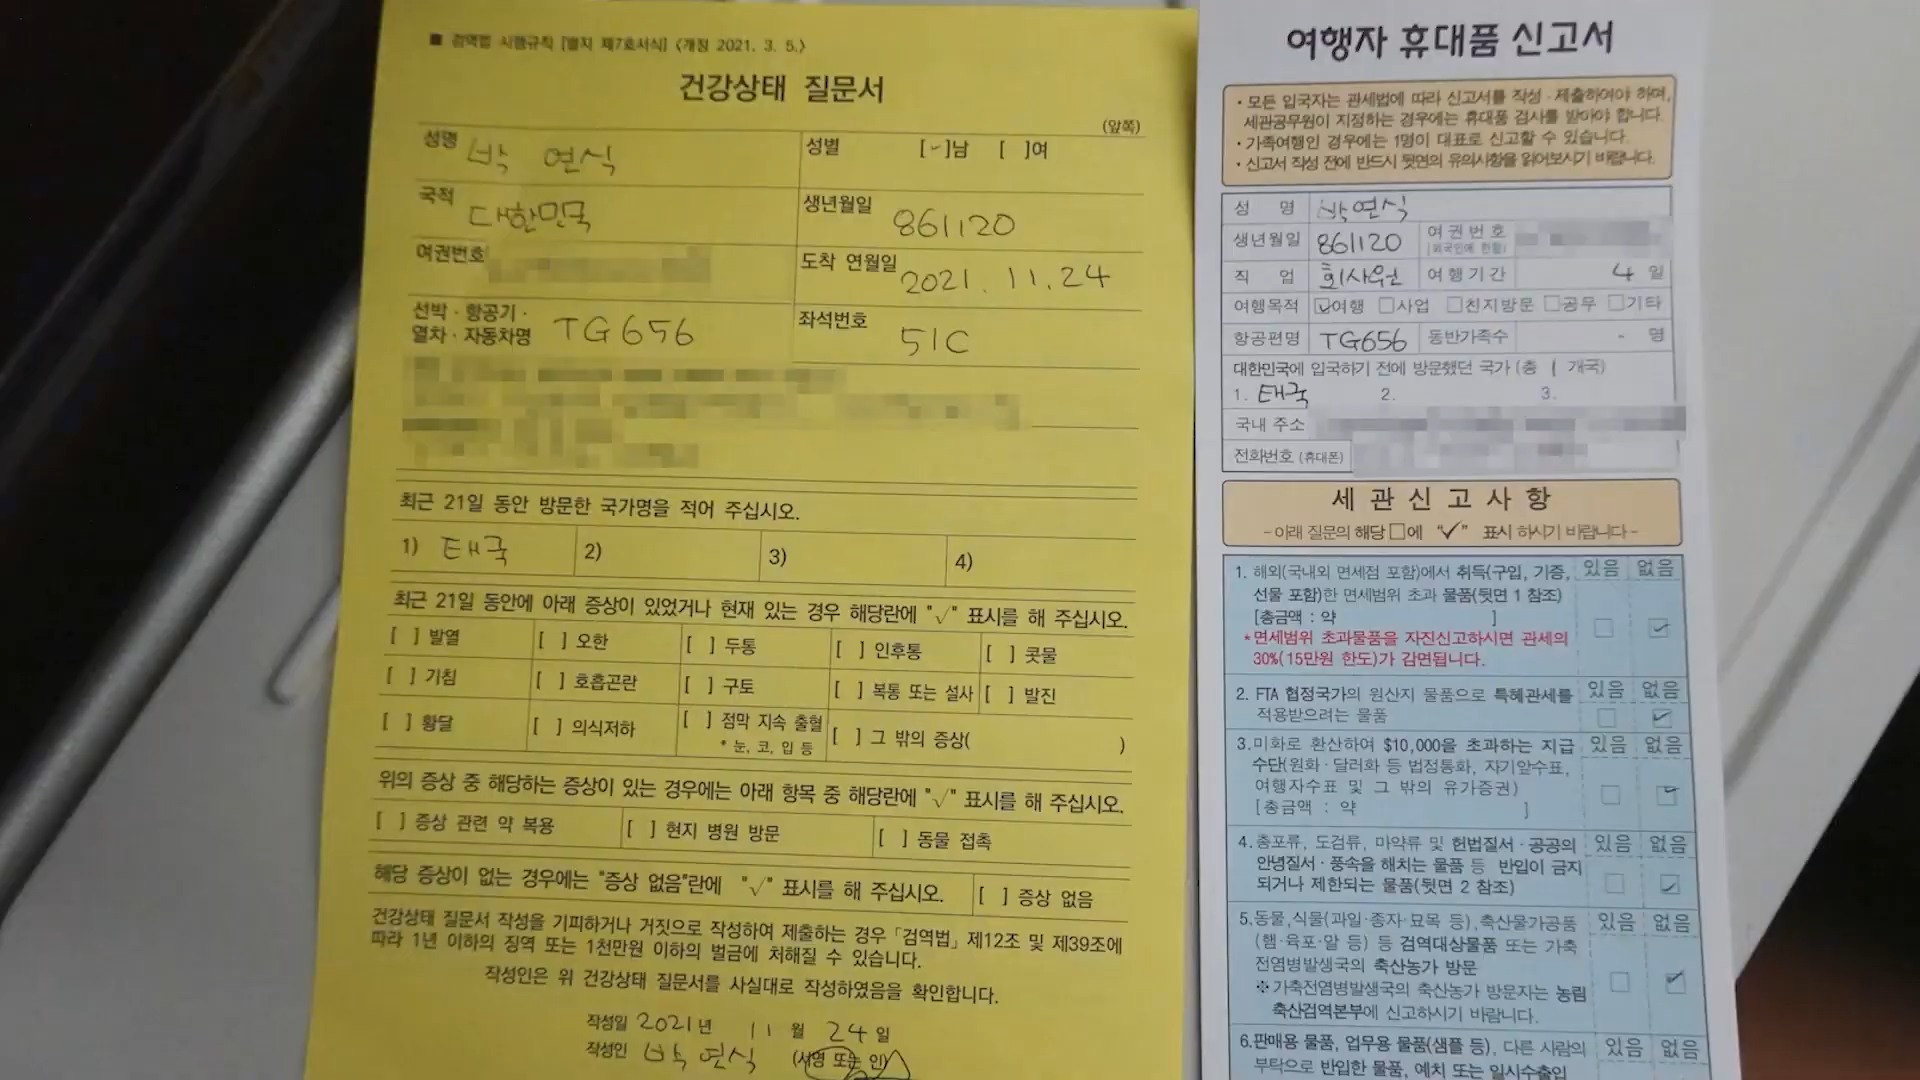 ■ 검역법 시행규칙 [별지 제7호서식] <개정 2021. 3. 5.>
건강상태 질문서
(앞쪽)
성명 박 연식
성별 [✓]남 [ ]여
국적 대한민국
생년월일 861120
여권번호
도착 연월일 2021. 11. 24
선박·항공기·
열차·자동차명 TG656
좌석번호 51C
최근 21일 동안 방문한 국가명을 적어 주십시오.
1) 태국 2) 3) 4)
최근 21일 동안에 아래 증상이 있었거나 현재 있는 경우 해당란에 "√" 표시를 해 주십시오.
[ ] 발열 [ ] 오한 [ ] 두통 [ ] 인후통 [ ] 콧물
[ ] 기침 [ ] 호흡곤란 [ ] 구토 [ ] 복통 또는 설사 [ ] 발진
[ ] 황달 [ ] 의식저하 [ ] 점막 지속 출혈 [ ] 그 밖의 증상( )
* 눈, 코, 입 등
위의 증상 중 해당하는 증상이 있는 경우에는 아래 항목 중 해당란에 "√" 표시를 해 주십시오.
[ ] 증상 관련 약 복용 [ ] 현지 병원 방문 [ ] 동물 접촉
해당 증상이 없는 경우에는 "증상 없음"란에 "√" 표시를 해 주십시오. [ ] 증상 없음
건강상태 질문서 작성을 기피하거나 거짓으로 작성하여 제출하는 경우 「검역법」 제12조 및 제39조에
따라 1년 이하의 징역 또는 1천만원 이하의 벌금에 처해질 수 있습니다.
작성인은 위 건강상태 질문서를 사실대로 작성하였음을 확인합니다.
작성일 2021년 11월 24일
작성인 박 연식 (서명 또는 인)
여행자 휴대품 신고서
• 모든 입국자는 관세법에 따라 신고서를 작성·제출하여야 하며,
세관공무원이 지정하는 경우에는 휴대품 검사를 받아야 합니다.
• 가족여행인 경우에는 1명이 대표로 신고할 수 있습니다.
• 신고서 작성 전에 반드시 뒷면의 유의사항을 읽어보시기 바랍니다.
성 명 박연식
생년월일 861120 여권번호
(외국인에 한함)
직 업 회사원 여행기간 4 일
여행목적 ☑여행 □사업 □친지방문 □공무 □기타
항공편명 TG656 동반가족수 - 명
대한민국에 입국하기 전에 방문했던 국가 (총 1 개국)
1. 태국 2. 3.
국내 주소
전화번호 (휴대폰)
세관신고사항
- 아래 질문의 해당 □에 "✓" 표시 하시기 바랍니다 -
1. 해외(국내외 면세점 포함)에서 취득(구입, 기증, 있음 없음
선물 포함)한 면세범위 초과 물품(뒷면 1 참조)
[총금액 : 약 ] □ ☑
*면세범위 초과물품을 자진신고하시면 관세의
30%(15만원 한도)가 감면됩니다.
2. FTA 협정국가의 원산지 물품으로 특혜관세를 있음 없음
적용받으려는 물품 □ ☑
3. 미화로 환산하여 $10,000을 초과하는 지급 있음 없음
수단(원화·달러화 등 법정통화, 자기앞수표,
여행자수표 및 그 밖의 유가증권) □ ☑
[총금액 : 약 ]
4. 총포류, 도검류, 마약류 및 헌법질서·공공의 있음 없음
안녕질서·풍속을 해치는 물품 등 반입이 금지
되거나 제한되는 물품(뒷면 2 참조) □ ☑
5. 동물,식물(과일·종자·묘목 등),축산물가공품 있음 없음
(햄·육포·알 등) 등 검역대상물품 또는 가축
전염병발생국의 축산농가 방문 □ ☑
※ 가축전염병발생국의 축산농가 방문자는 농림
축산검역본부에 신고하시기 바랍니다.
6. 판매용 물품, 업무용 물품(샘플 등), 다른 사람의 있음 없음
부탁으로 반입한 물품, 예치 또는 일시수출입